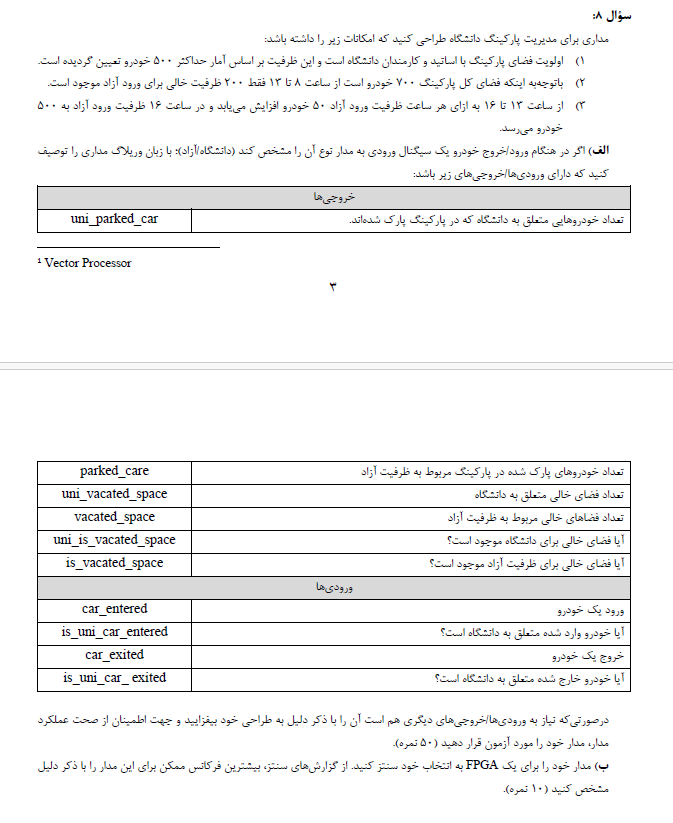 سؤال ۸:
مداری برای مدیریت پارکینگ دانشگاه طراحی کنید که امکانات زیر را داشته باشد:
۱) اولویت فضای پارکینگ با اساتید و کارمندان دانشگاه است و این ظرفیت بر اساس آمار حداکثر ۵۰۰ خودرو تعیین گردیده است.
۲) باتوجه‌به اینکه فضای کل پارکینگ ۷۰۰ خودرو است از ساعت ۸ تا ۱۳ فقط ۲۰۰ ظرفیت خالی برای ورود آزاد موجود است.
۳) از ساعت ۱۳ تا ۱۶ به ازای هر ساعت ظرفیت ورود آزاد ۵۰ خودرو افزایش می‌یابد و در ساعت ۱۶ ظرفیت ورود آزاد به ۵۰۰
خودرو می‌رسد.
الف) اگر در هنگام ورود/خروج خودرو یک سیگنال ورودی به مدار نوع آن را مشخص کند (دانشگاه/آزاد)؛ با زبان وریلاگ مداری را توصیف
کنید که دارای ورودی‌ها/خروجی‌های زیر باشد:
خروجی‌ها
تعداد خودروهایی متعلق به دانشگاه که در پارکینگ پارک شده‌اند. uni_parked_car
¹ Vector Processor
۳
تعداد خودروهای پارک شده در پارکینگ مربوط به ظرفیت آزاد parked_care
تعداد فضای خالی متعلق به دانشگاه uni_vacated_space
تعداد فضاهای خالی مربوط به ظرفیت آزاد vacated_space
آیا فضای خالی برای دانشگاه موجود است؟ uni_is_vacated_space
آیا فضای خالی برای ظرفیت آزاد موجود است؟ is_vacated_space
ورودی‌ها
ورود یک خودرو car_entered
آیا خودرو وارد شده متعلق به دانشگاه است؟ is_uni_car_entered
خروج یک خودرو car_exited
آیا خودرو خارج شده متعلق به دانشگاه است؟ is_uni_car_ exited
درصورتی‌که نیاز به ورودی‌ها/خروجی‌های دیگری هم است آن را با ذکر دلیل به طراحی خود بیفزایید و جهت اطمینان از صحت عملکرد
مدار، مدار خود را مورد آزمون قرار دهید (۵۰ نمره).
ب) مدار خود را برای یک FPGA به انتخاب خود سنتز کنید. از گزارش‌های سنتز، بیشترین فرکانس ممکن برای این مدار را با ذکر دلیل
مشخص کنید (۱۰ نمره).